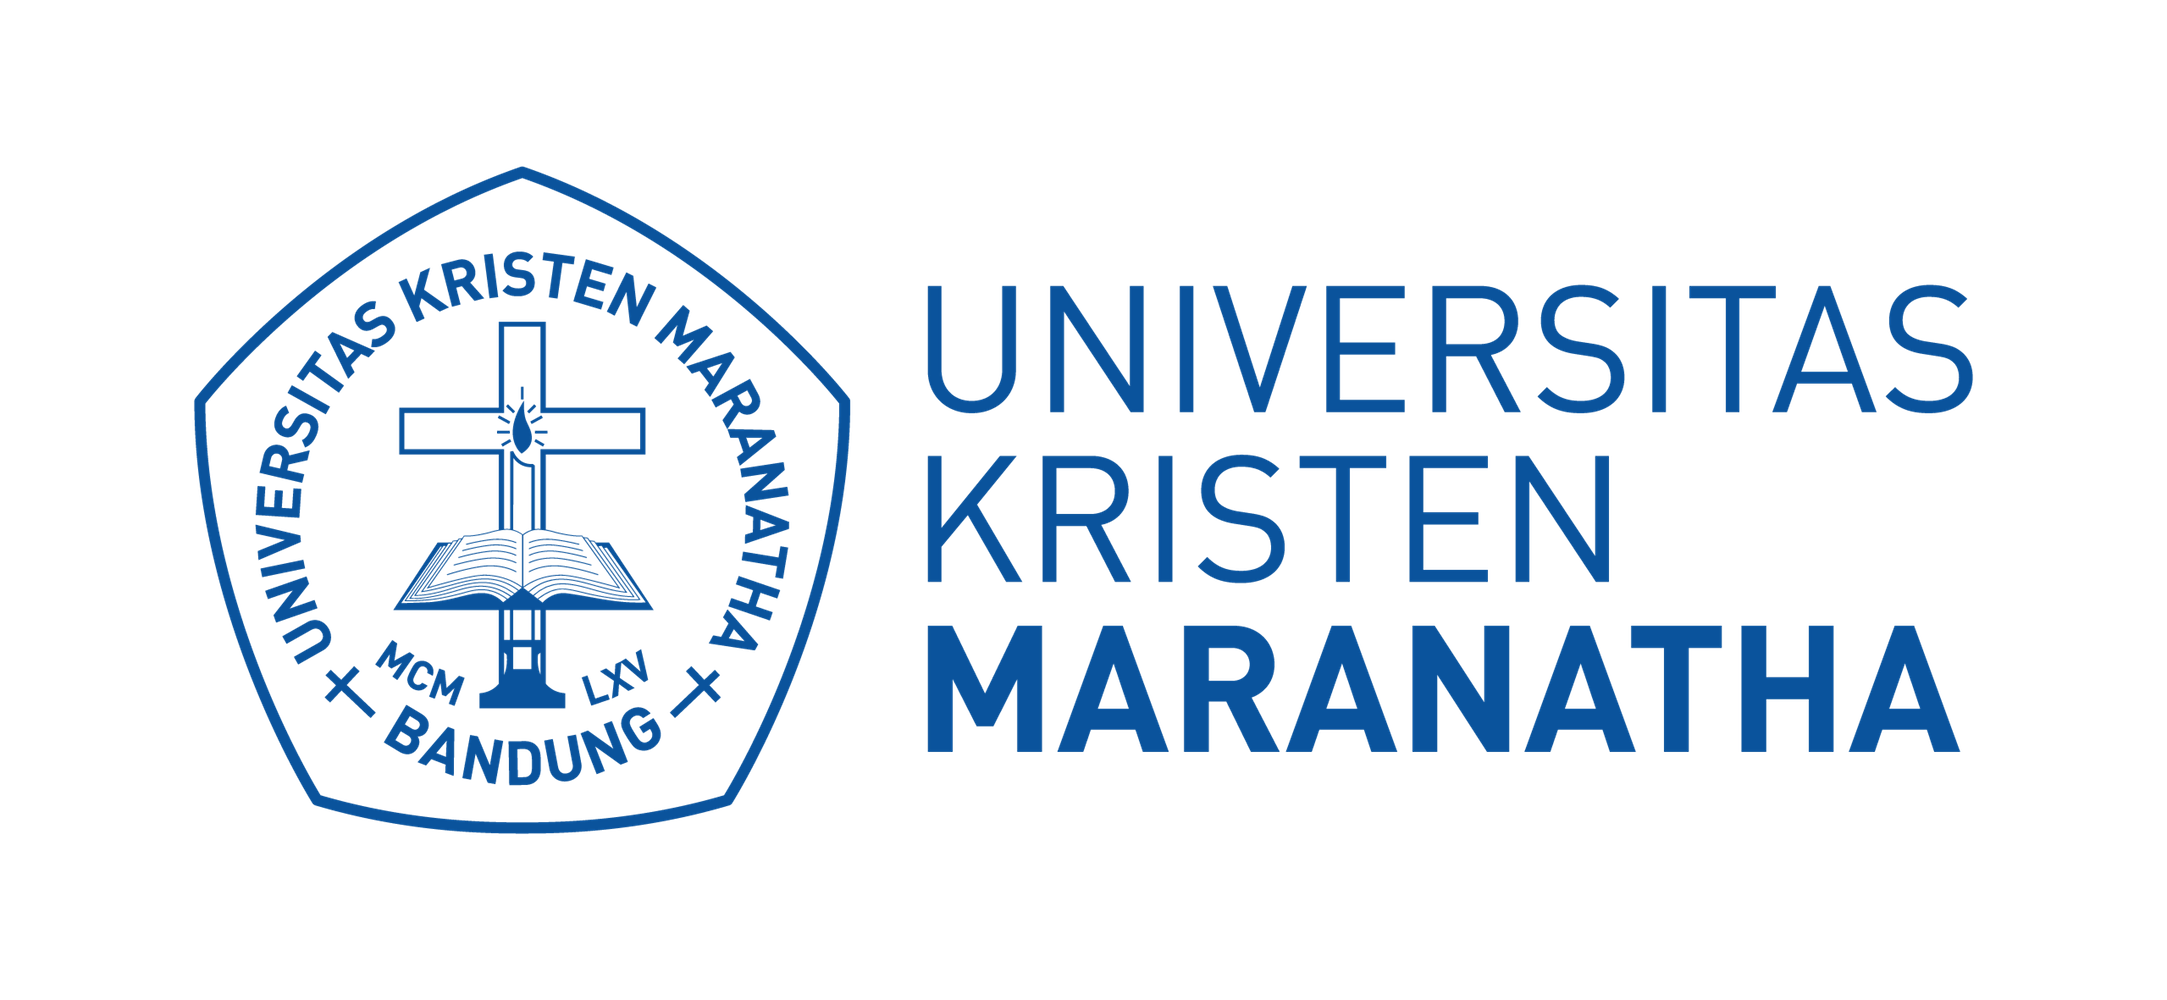 UNIVERSITAS KRISTEN MARANATHA
MCM LXV
BANDUNG
UNIVERSITAS
KRISTEN
MARANATHA